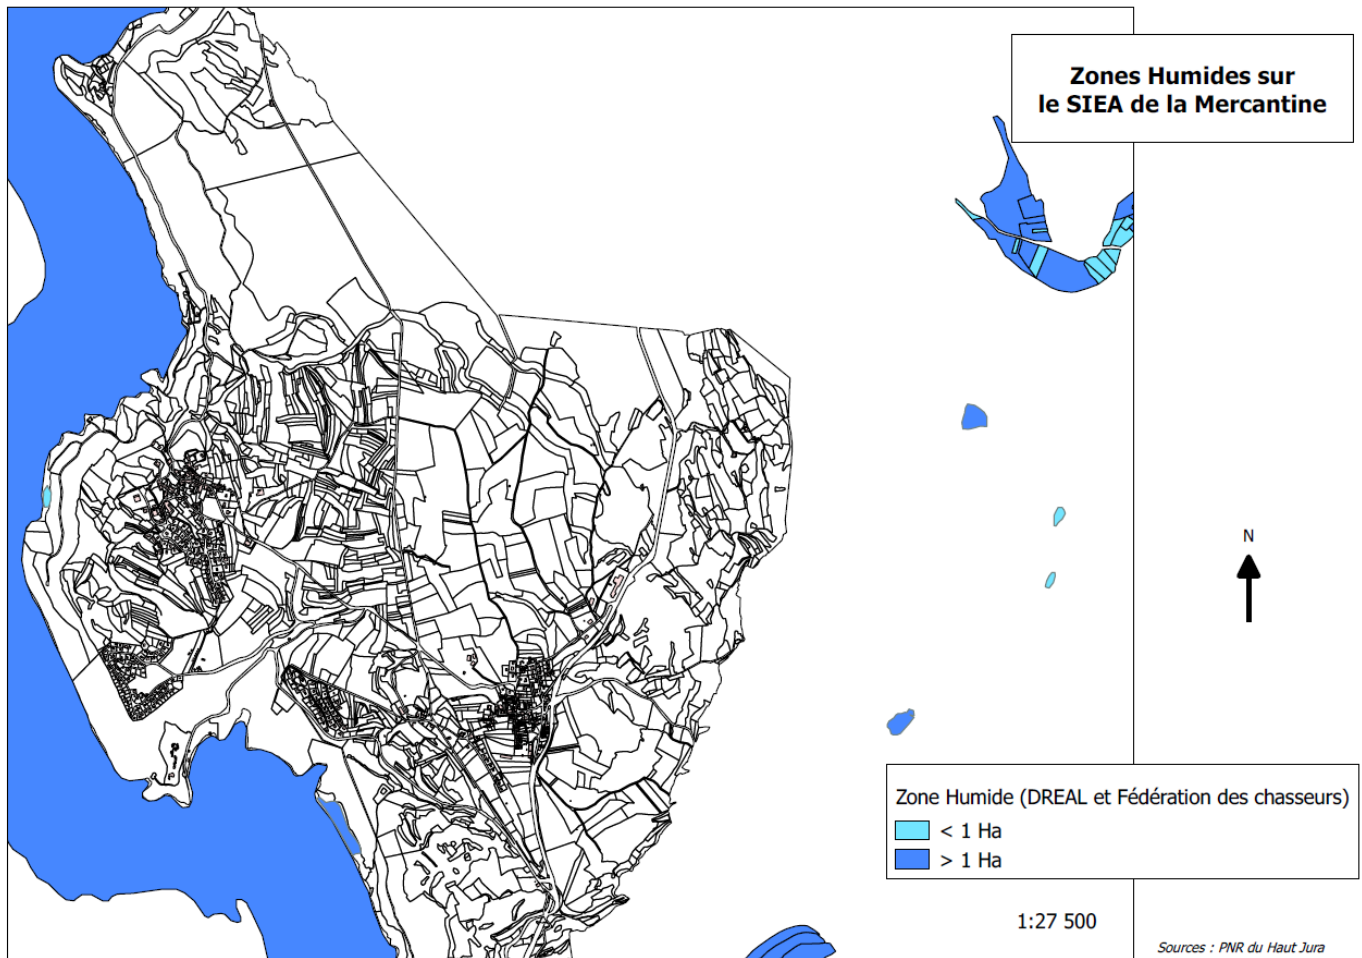 Zones Humides sur
le SIEA de la Mercantine
N
Zone Humide (DREAL et Fédération des chasseurs)
< 1 Ha
> 1 Ha
1:27 500
Sources : PNR du Haut Jura